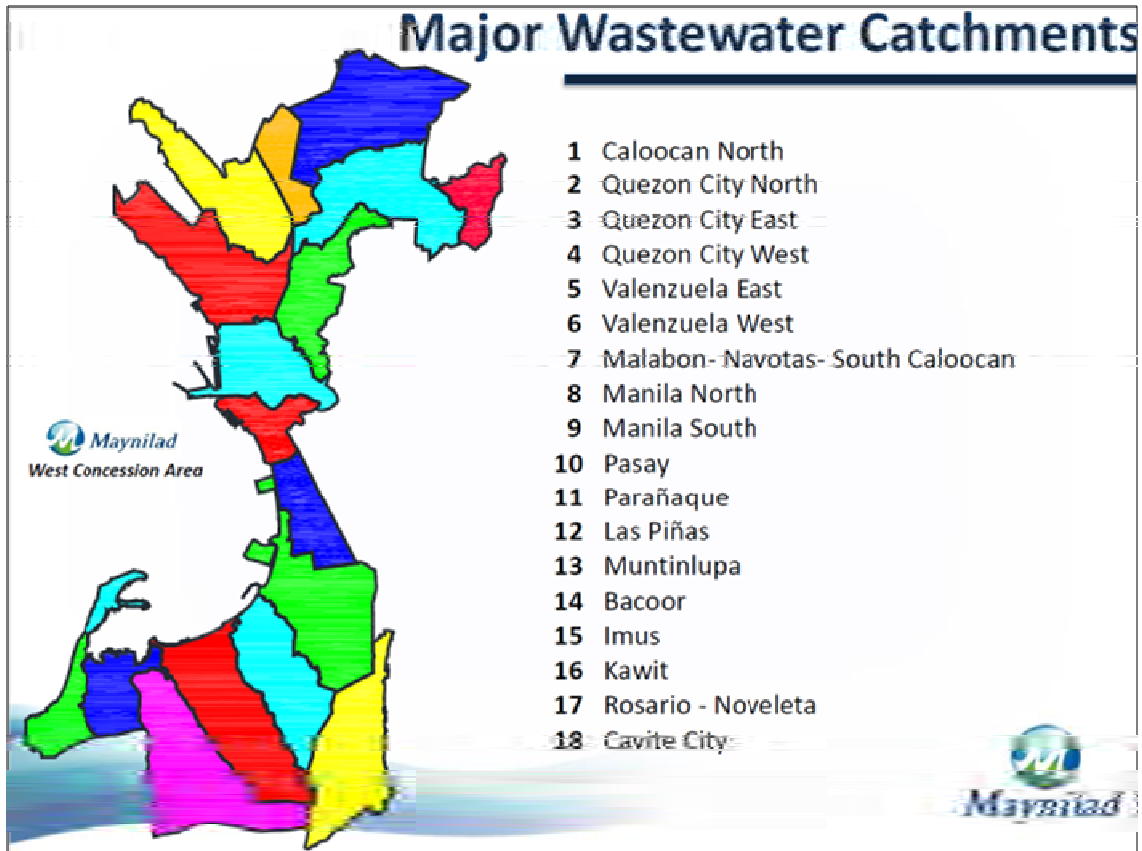 Major Wastewater Catchments
1 Caloocan North
2 Quezon City North
3 Quezon City East
4 Quezon City West
5 Valenzuela East
6 Valenzuela West
7 Malabon- Navotas- South Caloocan
8 Manila North
9 Manila South
10 Pasay
11 Parañaque
12 Las Piñas
13 Muntinlupa
14 Bacoor
15 Imus
16 Kawit
17 Rosario - Noveleta
18 Cavite City
Maynilad
West Concession Area
Maynilad